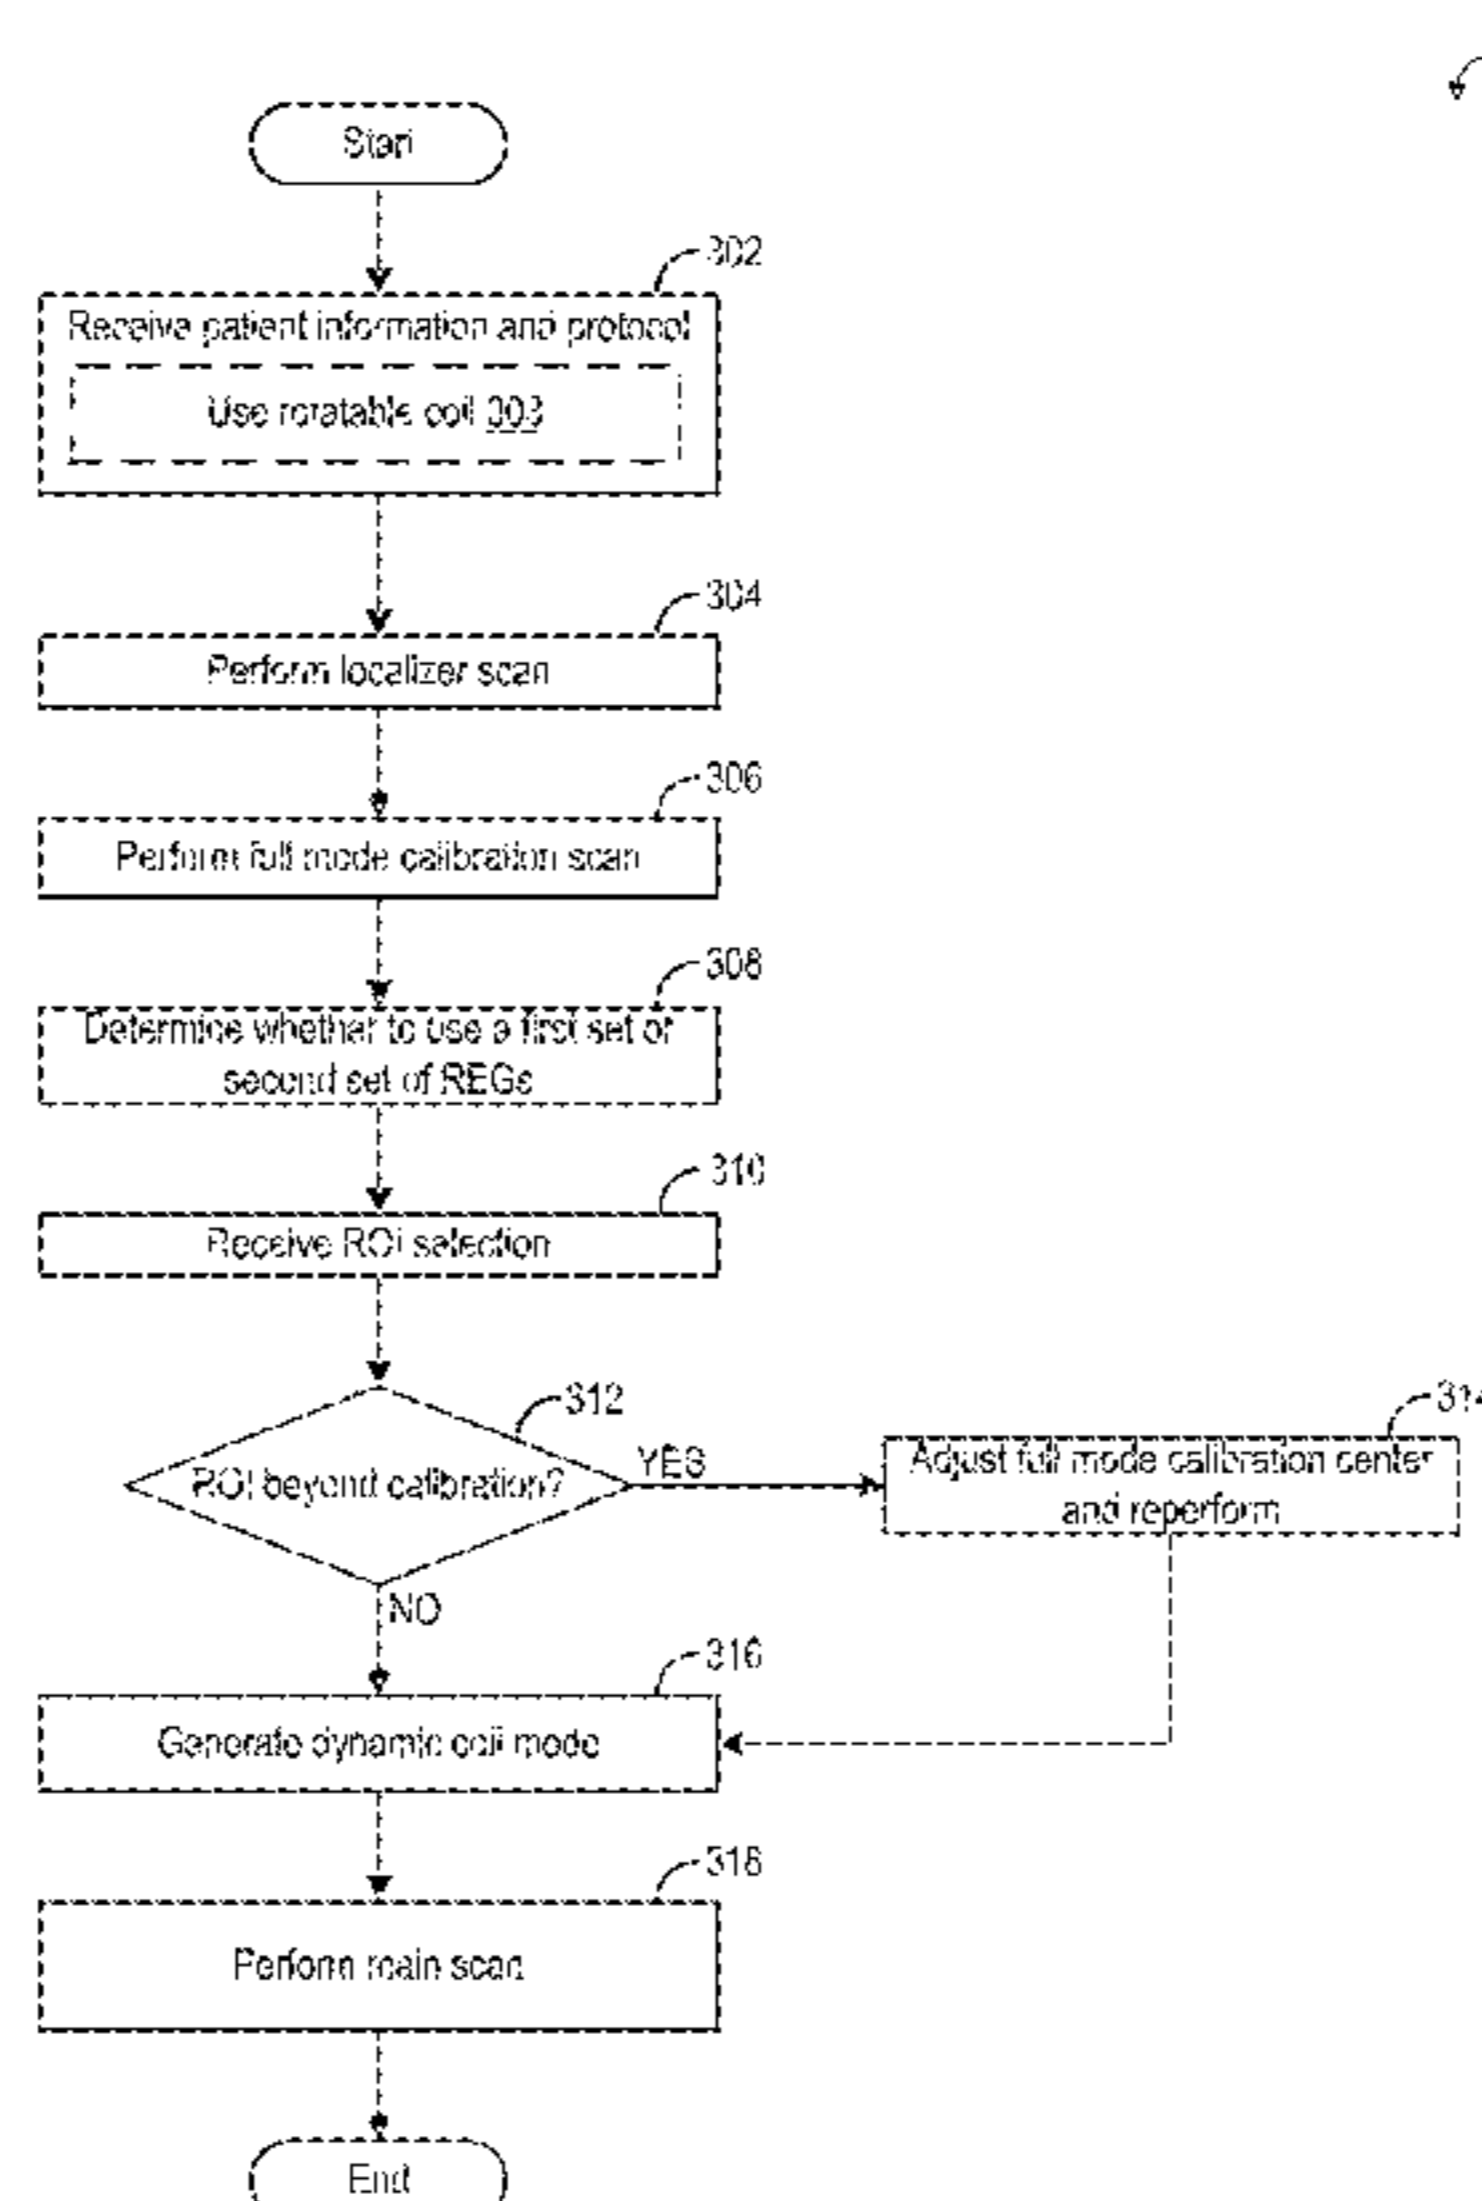 Start
302
Receive patient information and protocol
Use rotatable coil 303
304
Perform localizer scan
306
Perform full mode calibration scan
308
Determine whether to use a first set or
second set of REGs
310
Receive ROI selection
312
ROI beyond calibration?
YES
314
Adjust full mode calibration center
and reperform
NO
316
Generate dynamic coil mode
318
Perform main scan
End